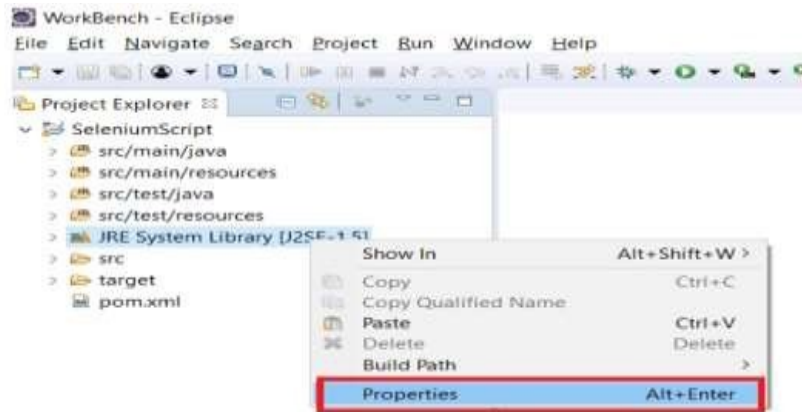 WorkBench - Eclipse
File Edit Navigate Search Project Run Window Help
Project Explorer
SeleniumScript
src/main/java
src/main/resources
src/test/java
src/test/resources
JRE System Library [J2SE-1.5]
Show In Alt+Shift+W >
src
Copy Ctrl+C
target
Copy Qualified Name
pom.xml
Paste Ctrl+V
Delete Delete
Build Path >
Properties Alt+Enter